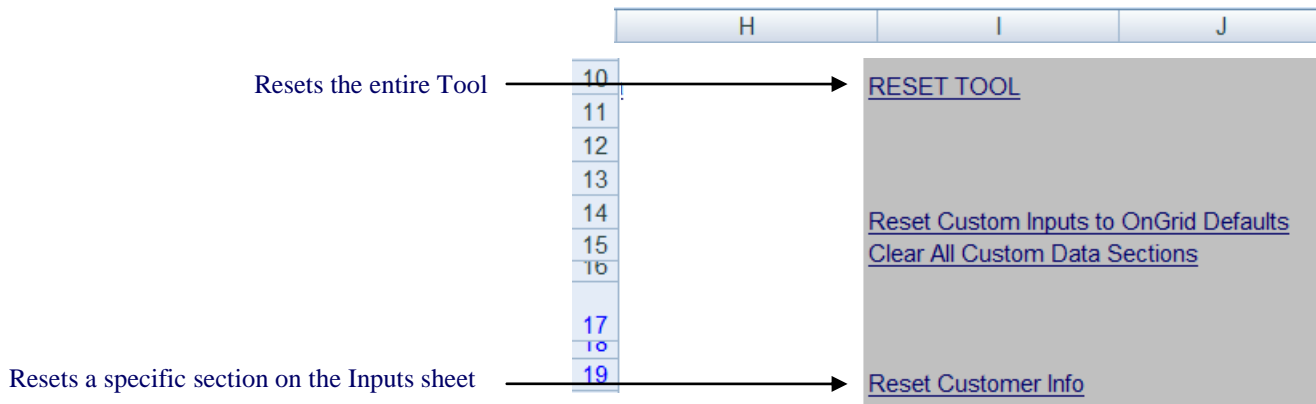 H I J
Resets the entire Tool 10 RESET TOOL
11
12
13
14 Reset Custom Inputs to OnGrid Defaults
15 Clear All Custom Data Sections
16
17
18
Resets a specific section on the Inputs sheet 19 Reset Customer Info